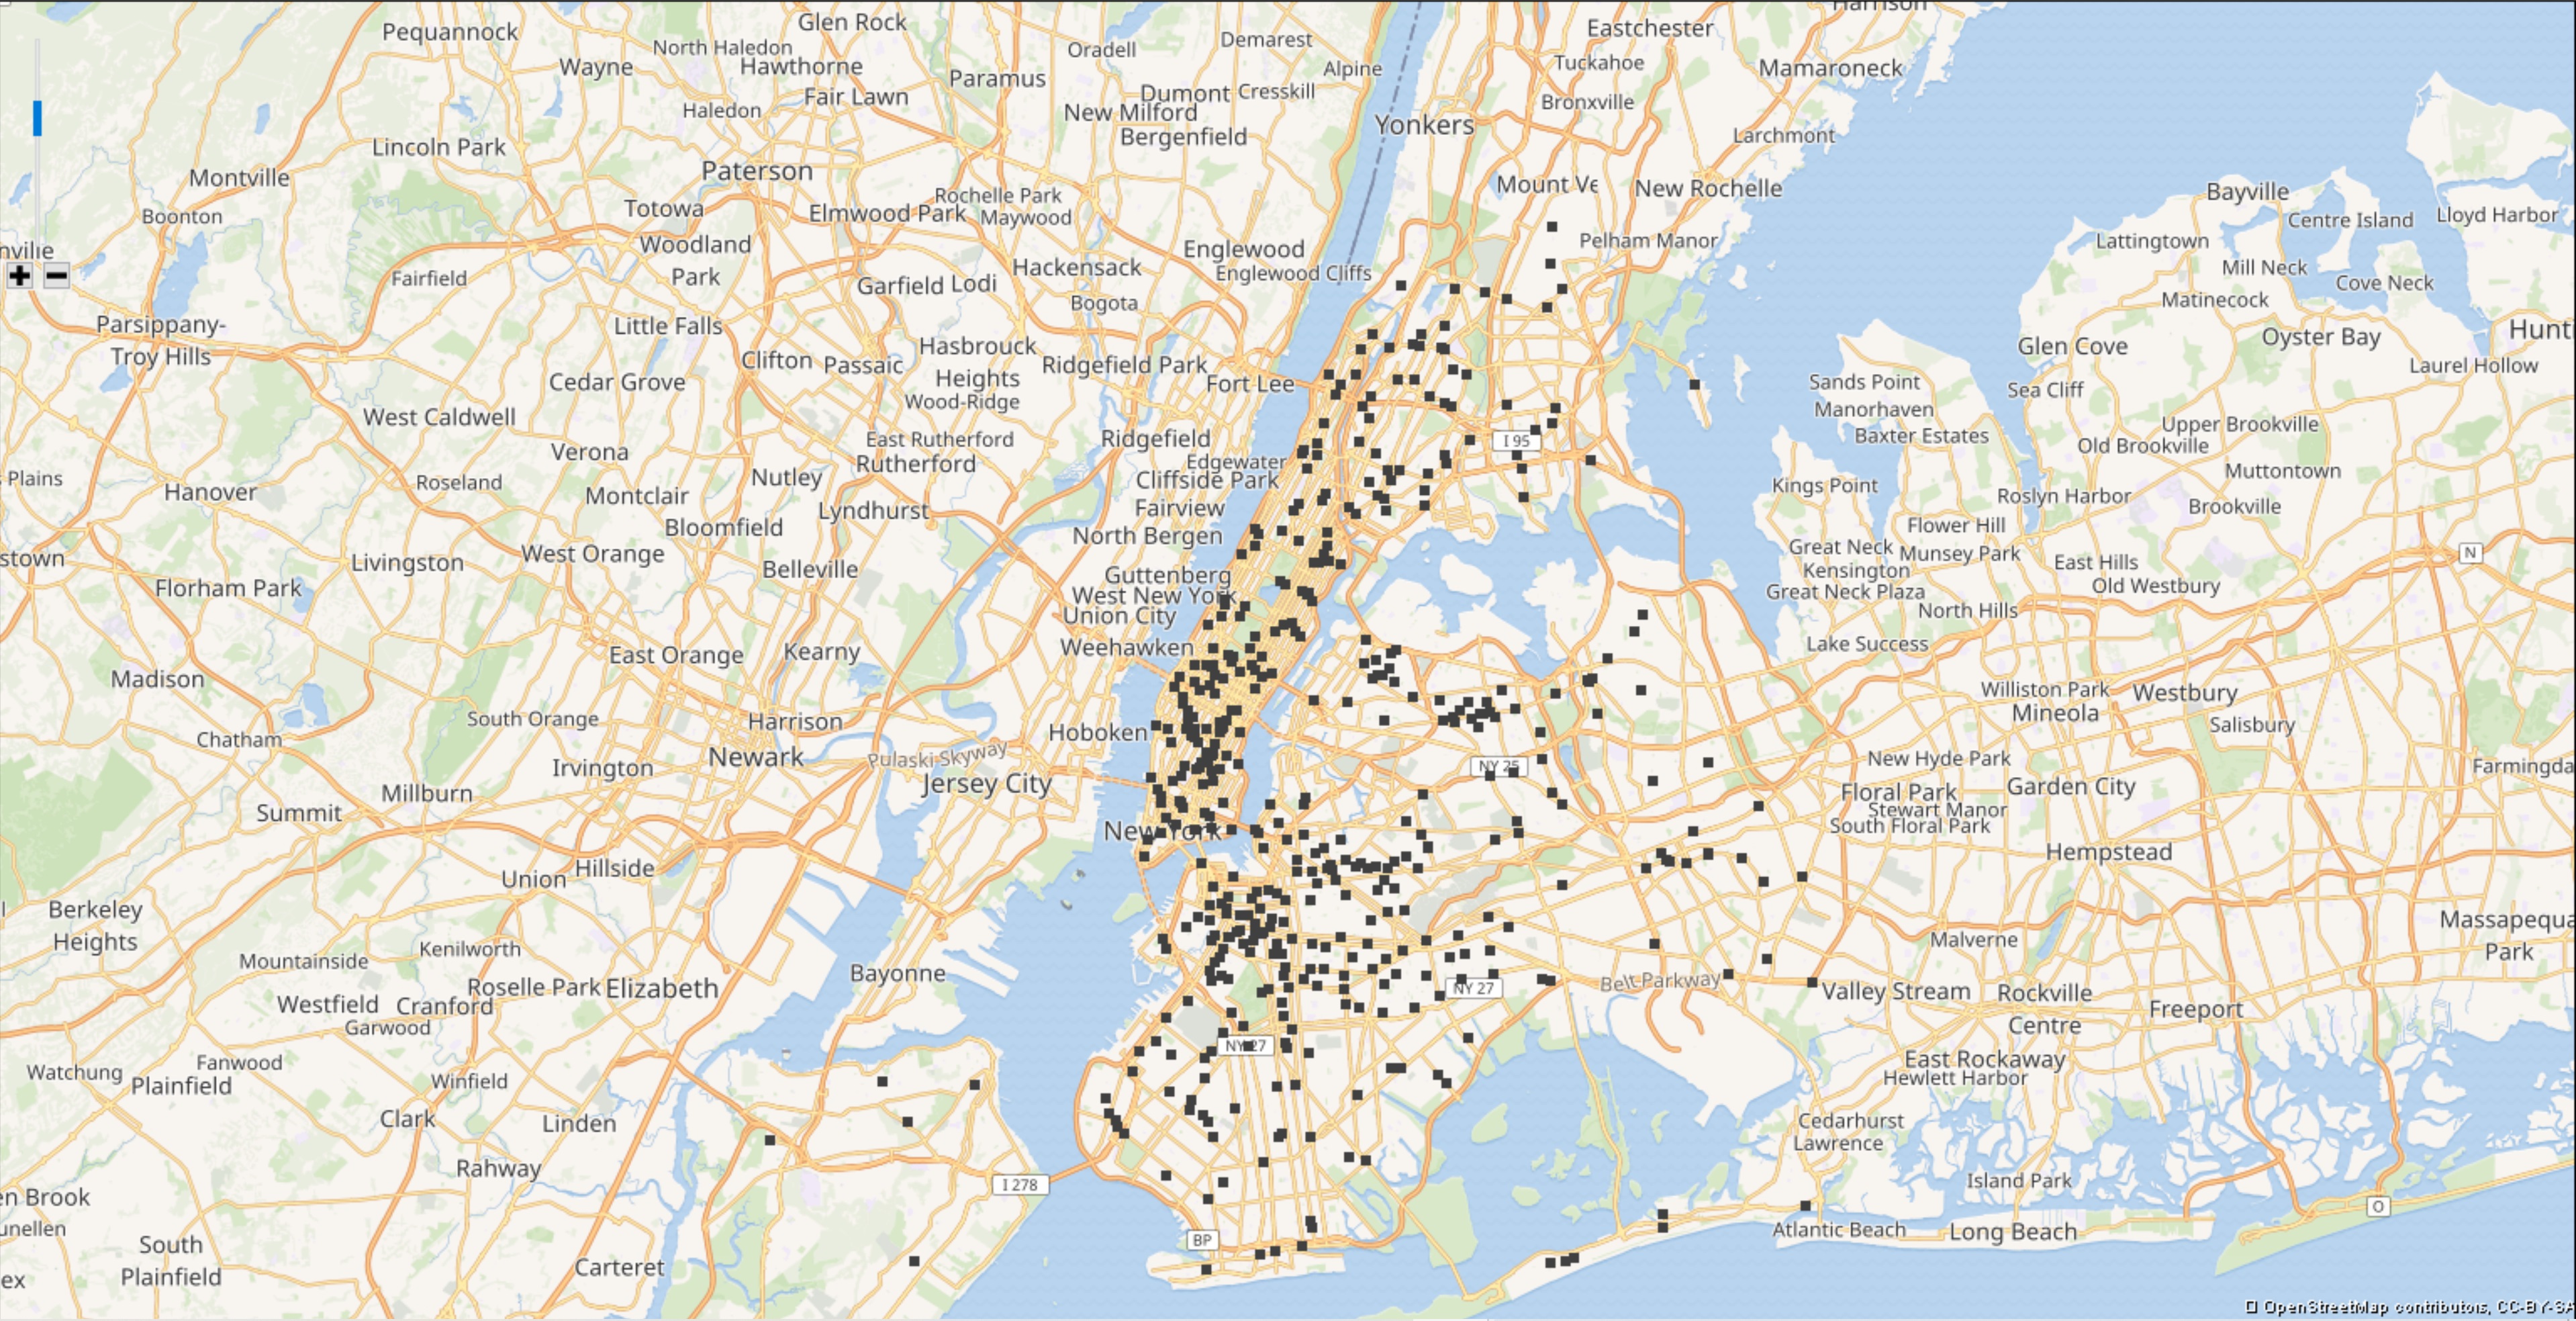 Harrison
Pequannock
Glen Rock
Eastchester
North Haledon
Oradell
Demarest
Wayne
Hawthorne
Tuckahoe
Paramus
Alpine
Mamaroneck
Haledon
Fair Lawn
Dumont
Cresskill
Bronxville
New Milford
Yonkers
Larchmont
Lincoln Park
Bergenfield
Montville
Paterson
Mount Ve
New Rochelle
Bayville
Boonton
Totowa
Rochelle Park
Elmwood Park
Maywood
Centre Island
Lloyd Harbor
nville
Woodland
Park
Englewood
Pelham Manor
Lattingtown
Fairfield
Hackensack
Englewood Cliffs
Mill Neck
Cove Neck
Garfield
Lodi
Bogota
Matinecock
Parsippany-
Troy Hills
Little Falls
Oyster Bay
Hunt
Clifton
Passaic
Hasbrouck
Heights
Ridgefield Park
Glen Cove
Laurel Hollow
Cedar Grove
Wood-Ridge
Fort Lee
Sands Point
Sea Cliff
West Caldwell
Manorhaven
Upper Brookville
Verona
East Rutherford
Ridgefield
I 95
Baxter Estates
Old Brookville
Plains
Rutherford
Edgewater
Muttontown
Hanover
Roseland
Nutley
Cliffside Park
Kings Point
Montclair
Lyndhurst
Fairview
Roslyn Harbor
Brookville
Bloomfield
North Bergen
Flower Hill
stown
Livingston
West Orange
Great Neck
Munsey Park
N
Florham Park
Belleville
Guttenberg
Kensington
East Hills
West New York
Great Neck Plaza
Old Westbury
Union City
North Hills
Madison
East Orange
Kearny
Weehawken
Lake Success
Williston Park
Westbury
Chatham
South Orange
Harrison
Hoboken
Mineola
Salisbury
Newark
Pulaski Skyway
Irvington
Jersey City
NY 25
New Hyde Park
Farmingda
Summit
Millburn
Floral Park
Garden City
Stewart Manor
New York
South Floral Park
Union
Hillside
Hempstead
Berkeley
Heights
Massapequa
Park
Mountainside
Kenilworth
Malverne
Westfield
Roselle Park
Elizabeth
Bayonne
NY 27
Belt Parkway
Valley Stream
Rockville
Centre
Cranford
Garwood
Freeport
Watchung
Fanwood
NY 27
East Rockaway
Plainfield
Winfield
Hewlett Harbor
Clark
Linden
Cedarhurst
Lawrence
Rahway
I 278
Island Park
en Brook
unellen
BP
Atlantic Beach
Long Beach
O
South
Plainfield
Carteret
ex
OpenStreetMap contributors, CC-BY-SA